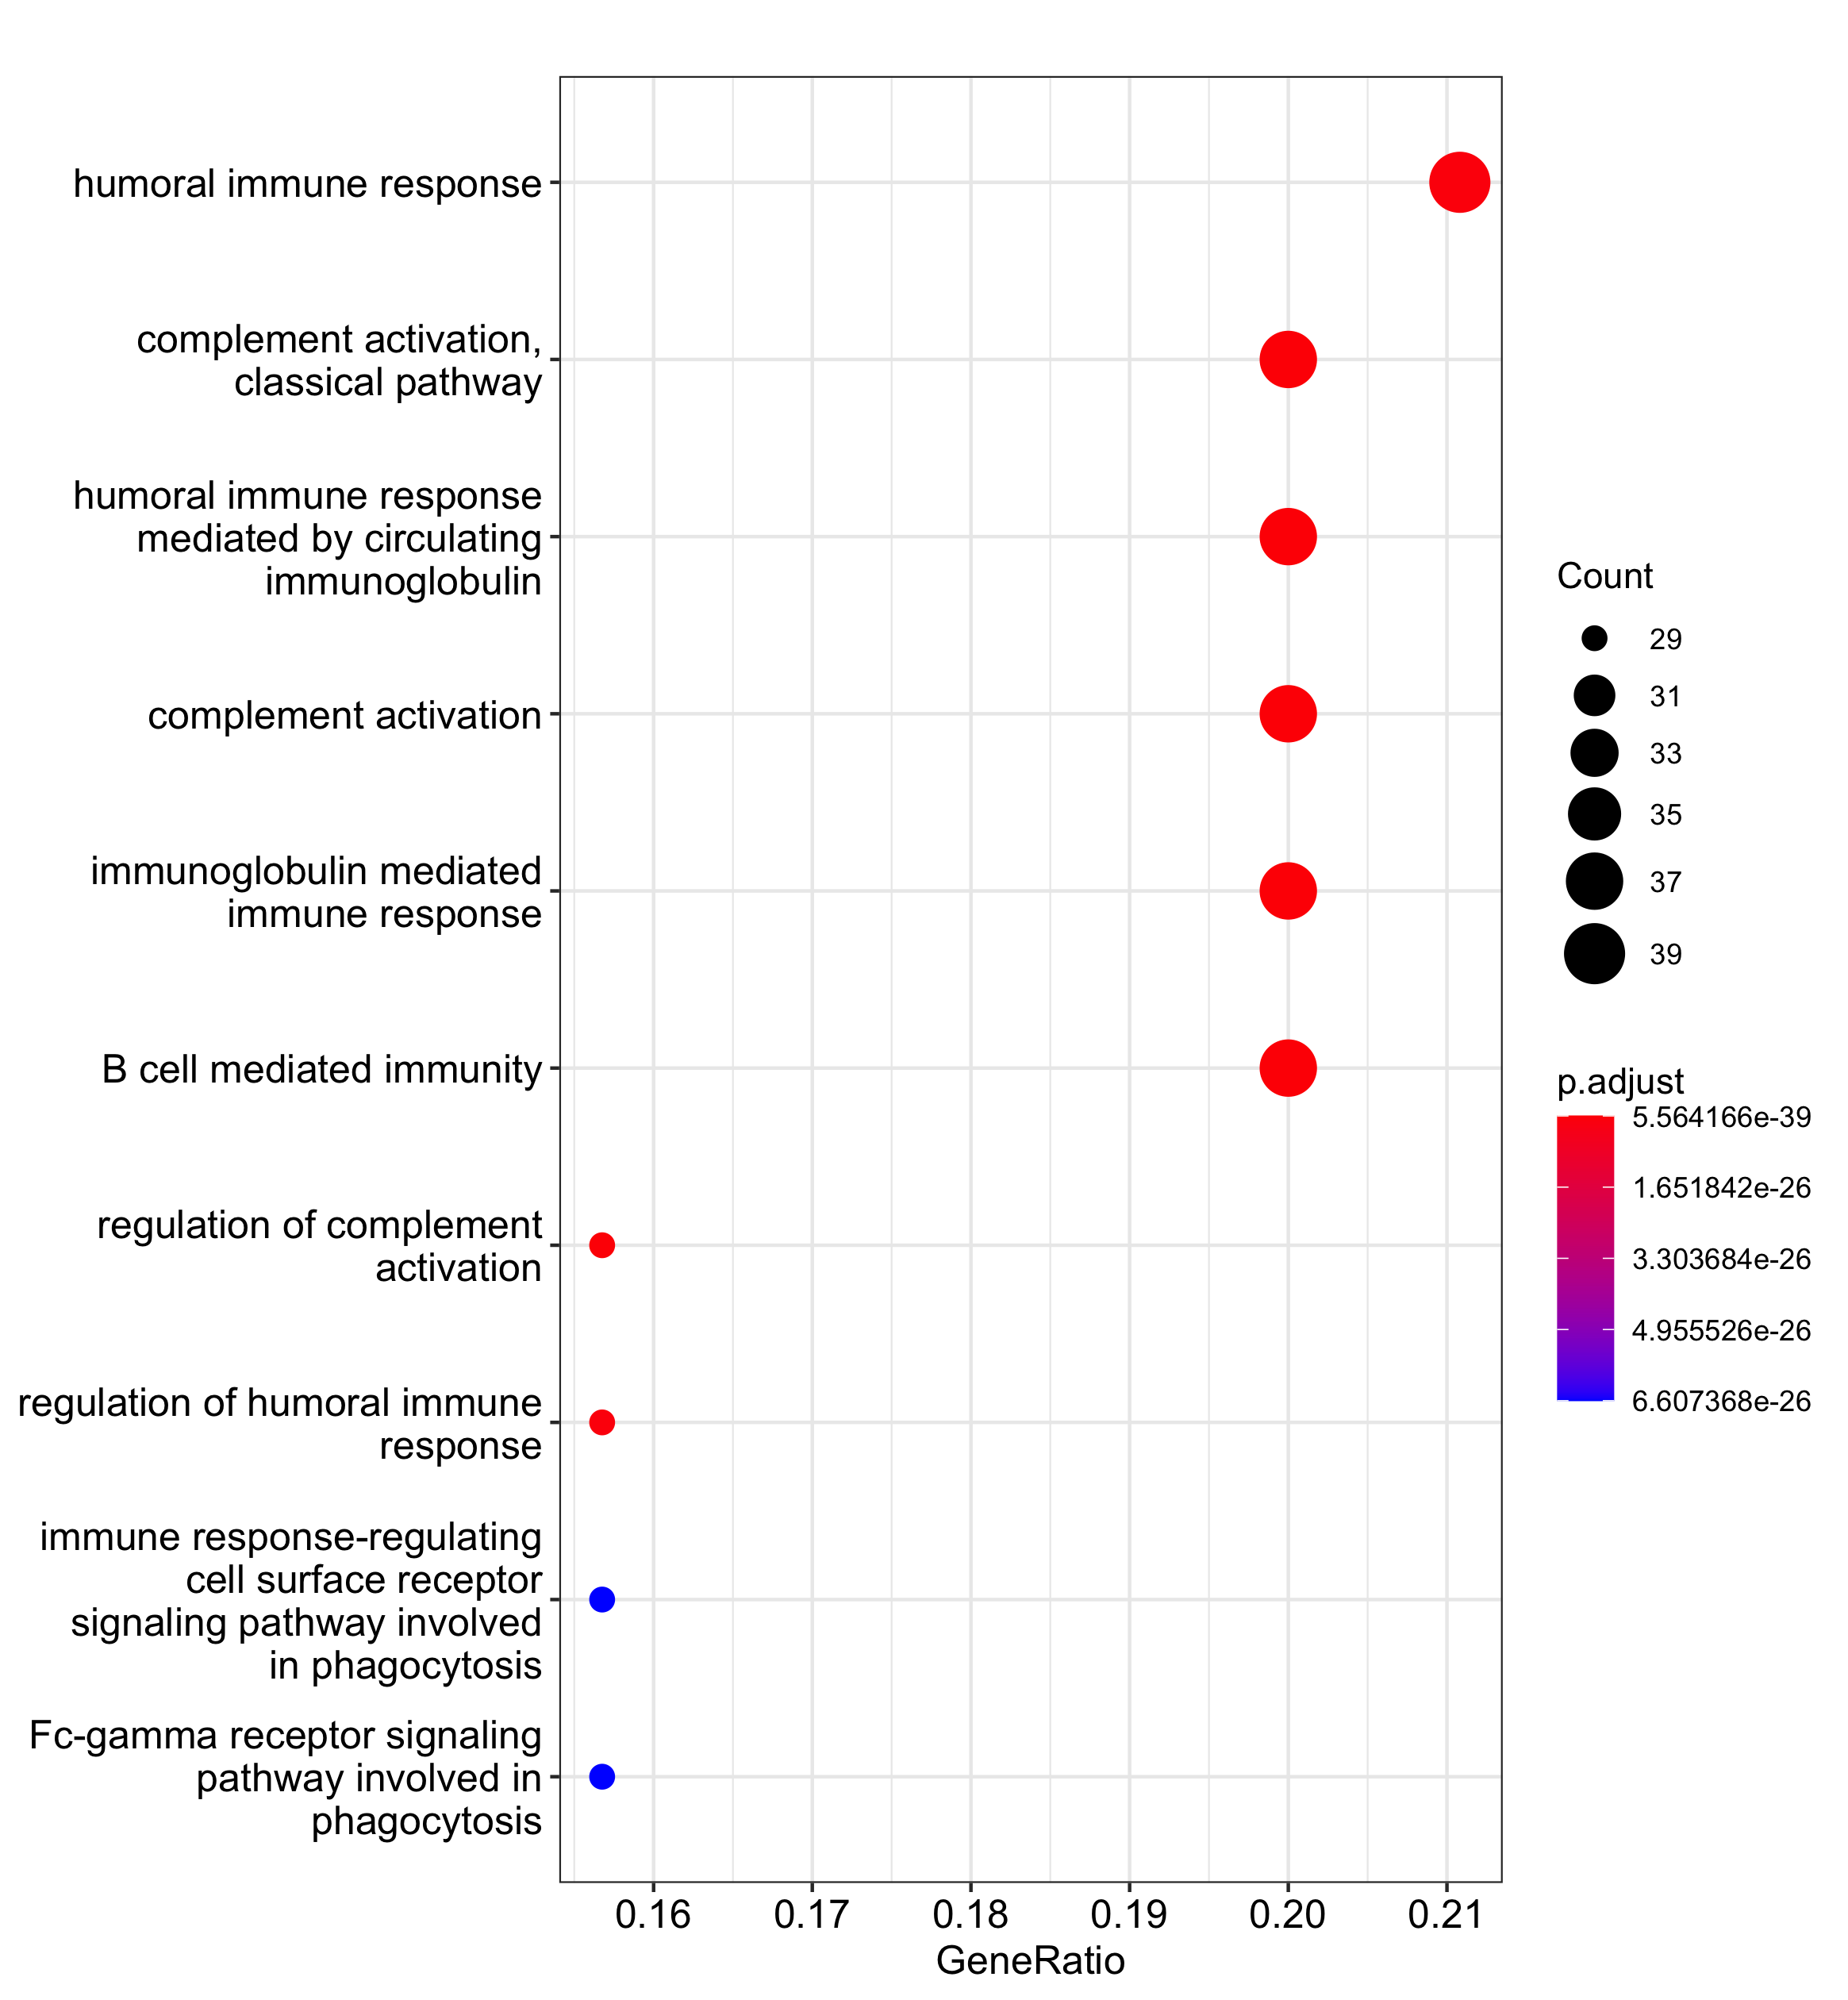 humoral immune response
complement activation,
classical pathway
humoral immune response
mediated by circulating
immunoglobulin
complement activation
immunoglobulin mediated
immune response
B cell mediated immunity
regulation of complement
activation
regulation of humoral immune
response
immune response-regulating
cell surface receptor
signaling pathway involved
in phagocytosis
Fc-gamma receptor signaling
pathway involved in
phagocytosis
0.16 0.17 0.18 0.19 0.20 0.21
GeneRatio
Count
29
31
33
35
37
39
p.adjust
5.564166e-39
1.651842e-26
3.303684e-26
4.955526e-26
6.607368e-26